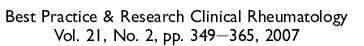 Best Practice & Research Clinical Rheumatology
Vol. 21, No. 2, pp. 349–365, 2007